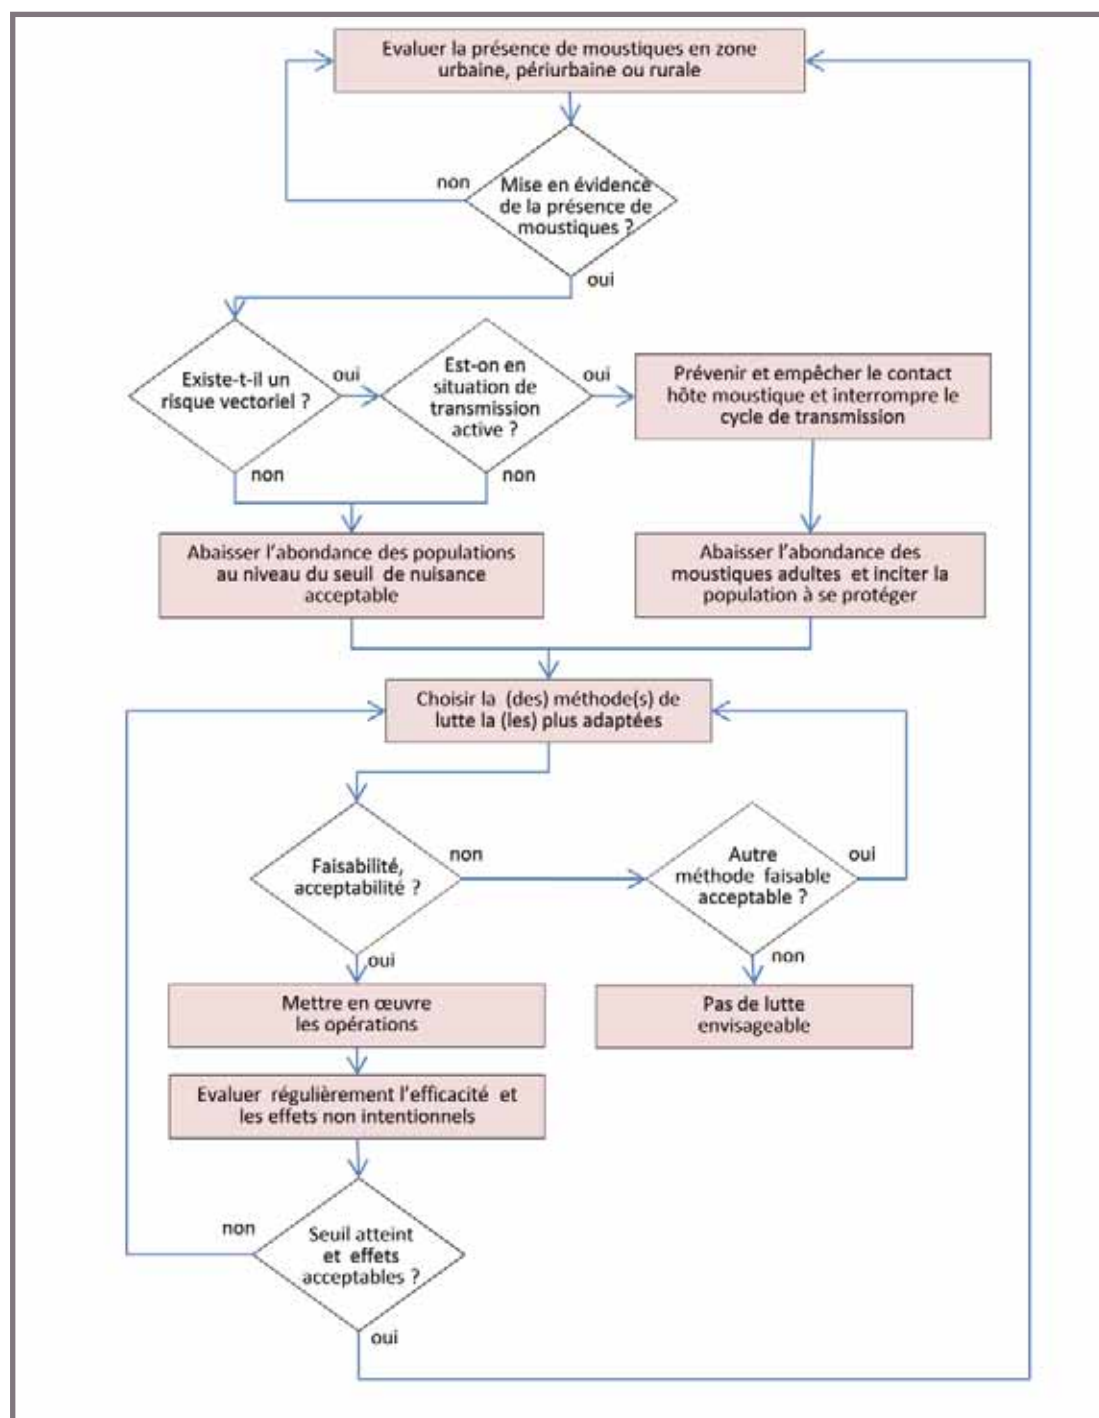 Evaluer la présence de moustiques en zone
urbaine, périurbaine ou rurale
non
Mise en évidence
de la présence de
moustiques ?
oui
Existe-t-il un
risque vectoriel ?
oui
non
Est-on en
situation de
transmission
active ?
oui
non
Prévenir et empêcher le contact
hôte moustique et interrompre le
cycle de transmission
Abaisser l'abondance des populations
au niveau du seuil de nuisance
acceptable
Abaisser l'abondance des
moustiques adultes et inciter la
population à se protéger
Choisir la (des) méthode(s) de
lutte la (les) plus adaptées
Faisabilité,
acceptabilité ?
non
oui
Autre
méthode faisable
acceptable ?
oui
non
Mettre en œuvre
les opérations
Pas de lutte
envisageable
Evaluer régulièrement l'efficacité et
les effets non intentionnels
non
Seuil atteint
et effets
acceptables ?
oui